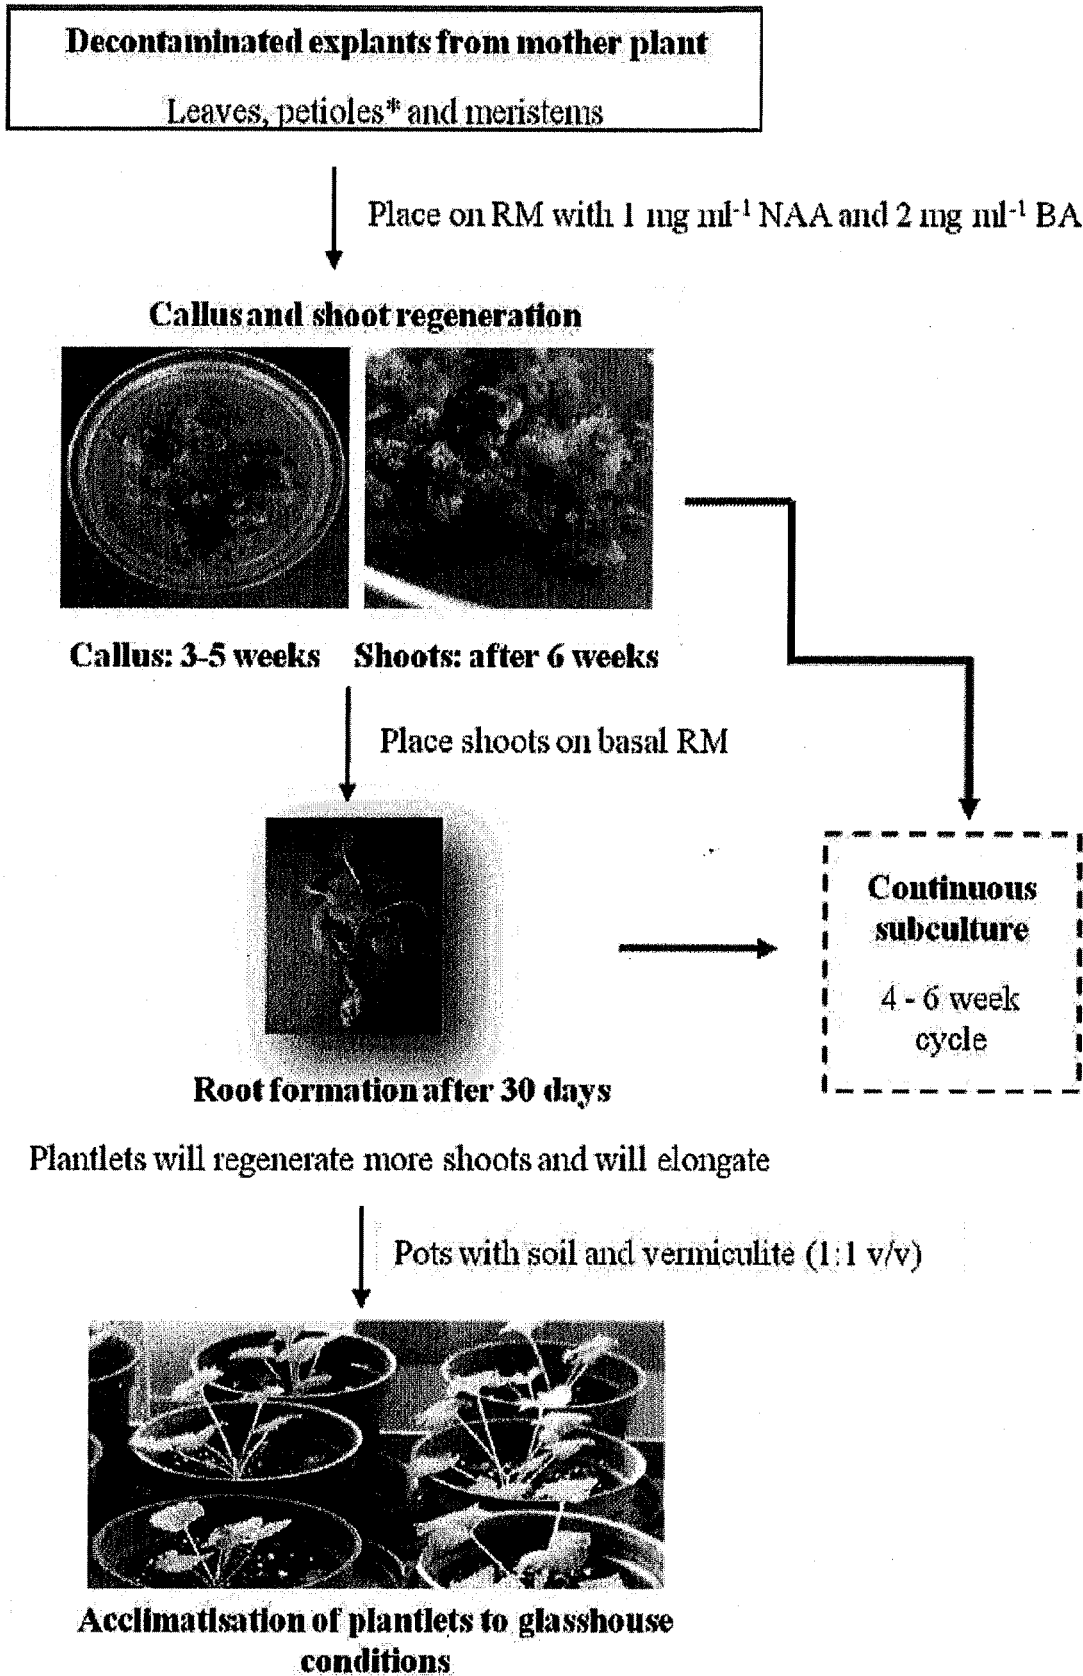 Decontaminated explants from mother plant
Leaves, petioles* and meristems
Place on RM with 1 mg ml⁻¹ NAA and 2 mg ml⁻¹ BA
Callus and shoot regeneration
Callus: 3-5 weeks
Shoots: after 6 weeks
Place shoots on basal RM
Continuous
subculture
4 - 6 week
cycle
Root formation after 30 days
Plantlets will regenerate more shoots and will elongate
Pots with soil and vermiculite (1:1 v/v)
Acclimatisation of plantlets to glasshouse
conditions